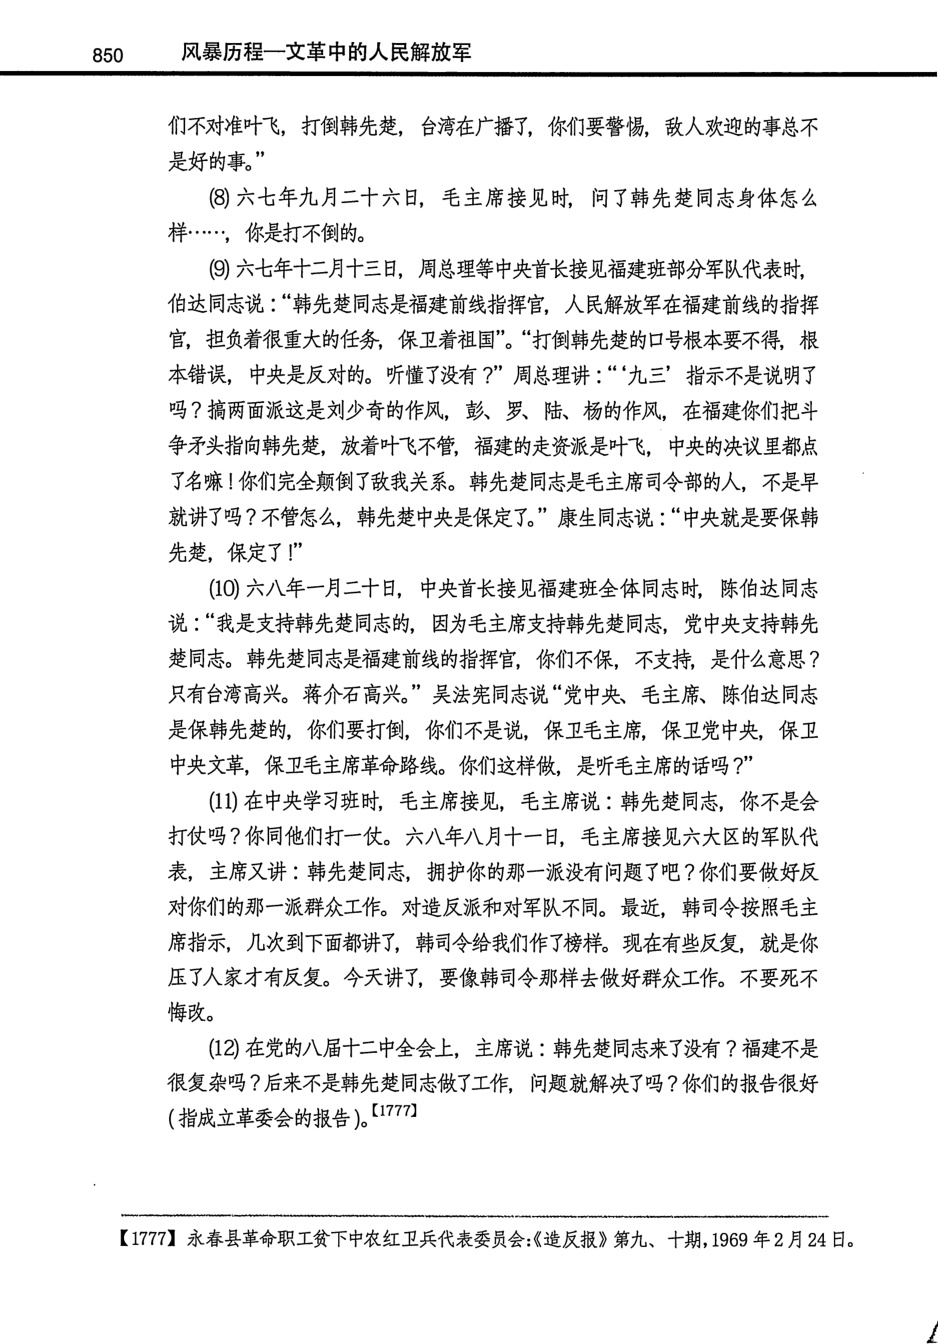 850 风暴历程—文革中的人民解放军
们不对准叶飞，打倒韩先楚，台湾在广播了，你们要警惕，敌人欢迎的事总不
是好的事。”
(8) 六七年九月二十六日，毛主席接见时，问了韩先楚同志身体怎么
样……，你是打不倒的。
(9) 六七年十二月十三日，周总理等中央首长接见福建班部分军队代表时，
伯达同志说：“韩先楚同志是福建前线指挥官，人民解放军在福建前线的指挥
官，担负着很重大的任务，保卫着祖国”。“打倒韩先楚的口号根本要不得，根
本错误，中央是反对的。听懂了没有？”周总理讲：“‘九三’指示不是说明了
吗？搞两面派这是刘少奇的作风，彭、罗、陆、杨的作风，在福建你们把斗
争矛头指向韩先楚，放着叶飞不管，福建的走资派是叶飞，中央的决议里都点
了名嘛！你们完全颠倒了敌我关系。韩先楚同志是毛主席司令部的人，不是早
就讲了吗？不管怎么，韩先楚中央是保定了。”康生同志说：“中央就是要保韩
先楚，保定了！”
(10) 六八年一月二十日，中央首长接见福建班全体同志时，陈伯达同志
说：“我是支持韩先楚同志的，因为毛主席支持韩先楚同志，党中央支持韩先
楚同志。韩先楚同志是福建前线的指挥官，你们不保，不支持，是什么意思？
只有台湾高兴。蒋介石高兴。”吴法宪同志说“党中央、毛主席、陈伯达同志
是保韩先楚的，你们要打倒，你们不是说，保卫毛主席，保卫党中央，保卫
中央文革，保卫毛主席革命路线。你们这样做，是听毛主席的话吗？”
(11) 在中央学习班时，毛主席接见，毛主席说：韩先楚同志，你不是会
打仗吗？你同他们打一仗。六八年八月十一日，毛主席接见六大区的军队代
表，主席又讲：韩先楚同志，拥护你的那一派没有问题了吧？你们要做好反
对你们的那一派群众工作。对造反派和对军队不同。最近，韩司令按照毛主
席指示，几次到下面都讲了，韩司令给我们作了榜样。现在有些反复，就是你
压了人家才有反复。今天讲了，要像韩司令那样去做好群众工作。不要死不
悔改。
(12) 在党的八届十二中全会上，主席说：韩先楚同志来了没有？福建不是
很复杂吗？后来不是韩先楚同志做了工作，问题就解决了吗？你们的报告很好
(指成立革委会的报告)。【1777】
【1777】永春县革命职工贫下中农红卫兵代表委员会:《造反报》第九、十期，1969年2月24日。